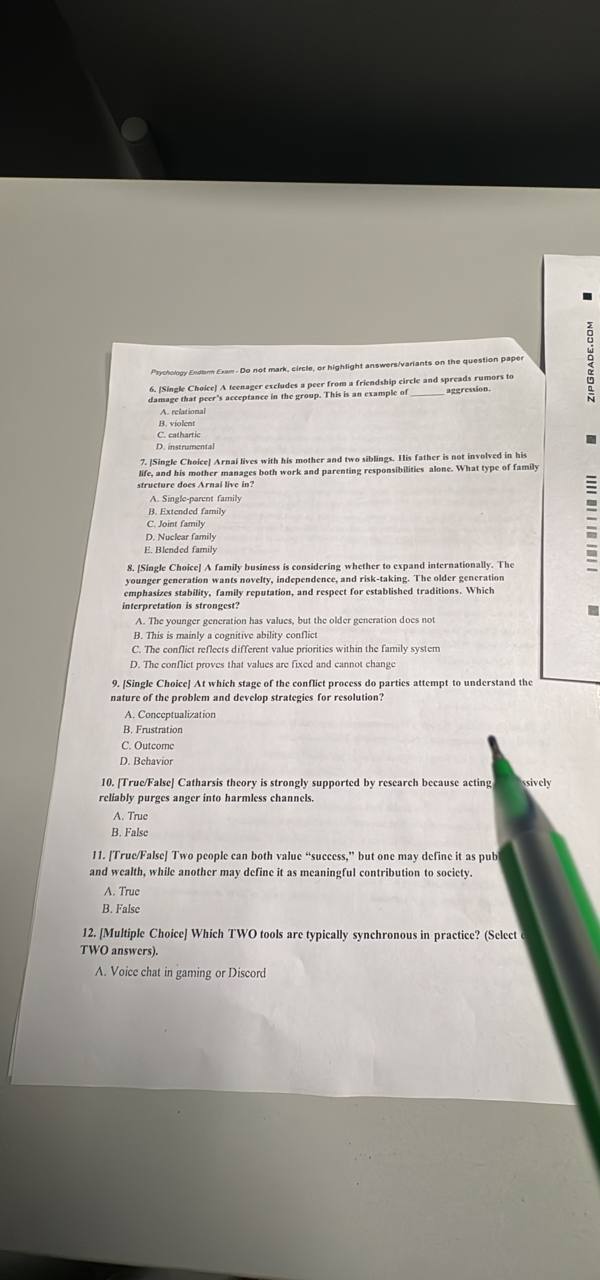 Psychology Endterm Exam - Do not mark, circle, or highlight answers/variants on the question paper
6. [Single Choice] A teenager excludes a peer from a friendship circle and spreads rumors to
damage that peer's acceptance in the group. This is an example of ________ aggression.
A. relational
B. violent
C. cathartic
D. instrumental
7. [Single Choice] Arnai lives with his mother and two siblings. His father is not involved in his
life, and his mother manages both work and parenting responsibilities alone. What type of family
structure does Arnai live in?
A. Single-parent family
B. Extended family
C. Joint family
D. Nuclear family
E. Blended family
8. [Single Choice] A family business is considering whether to expand internationally. The
younger generation wants novelty, independence, and risk-taking. The older generation
emphasizes stability, family reputation, and respect for established traditions. Which
interpretation is strongest?
A. The younger generation has values, but the older generation does not
B. This is mainly a cognitive ability conflict
C. The conflict reflects different value priorities within the family system
D. The conflict proves that values are fixed and cannot change
9. [Single Choice] At which stage of the conflict process do parties attempt to understand the
nature of the problem and develop strategies for resolution?
A. Conceptualization
B. Frustration
C. Outcome
D. Behavior
10. [True/False] Catharsis theory is strongly supported by research because acting
reliably purges anger into harmless channels.
A. True
B. False
11. [True/False] Two people can both value “success,” but one may define it as
and wealth, while another may define it as meaningful contribution to society.
A. True
B. False
12. [Multiple Choice] Which TWO tools are typically synchronous in practice? (Select
TWO answers).
A. Voice chat in gaming or Discord
ZIPGRADE.COM